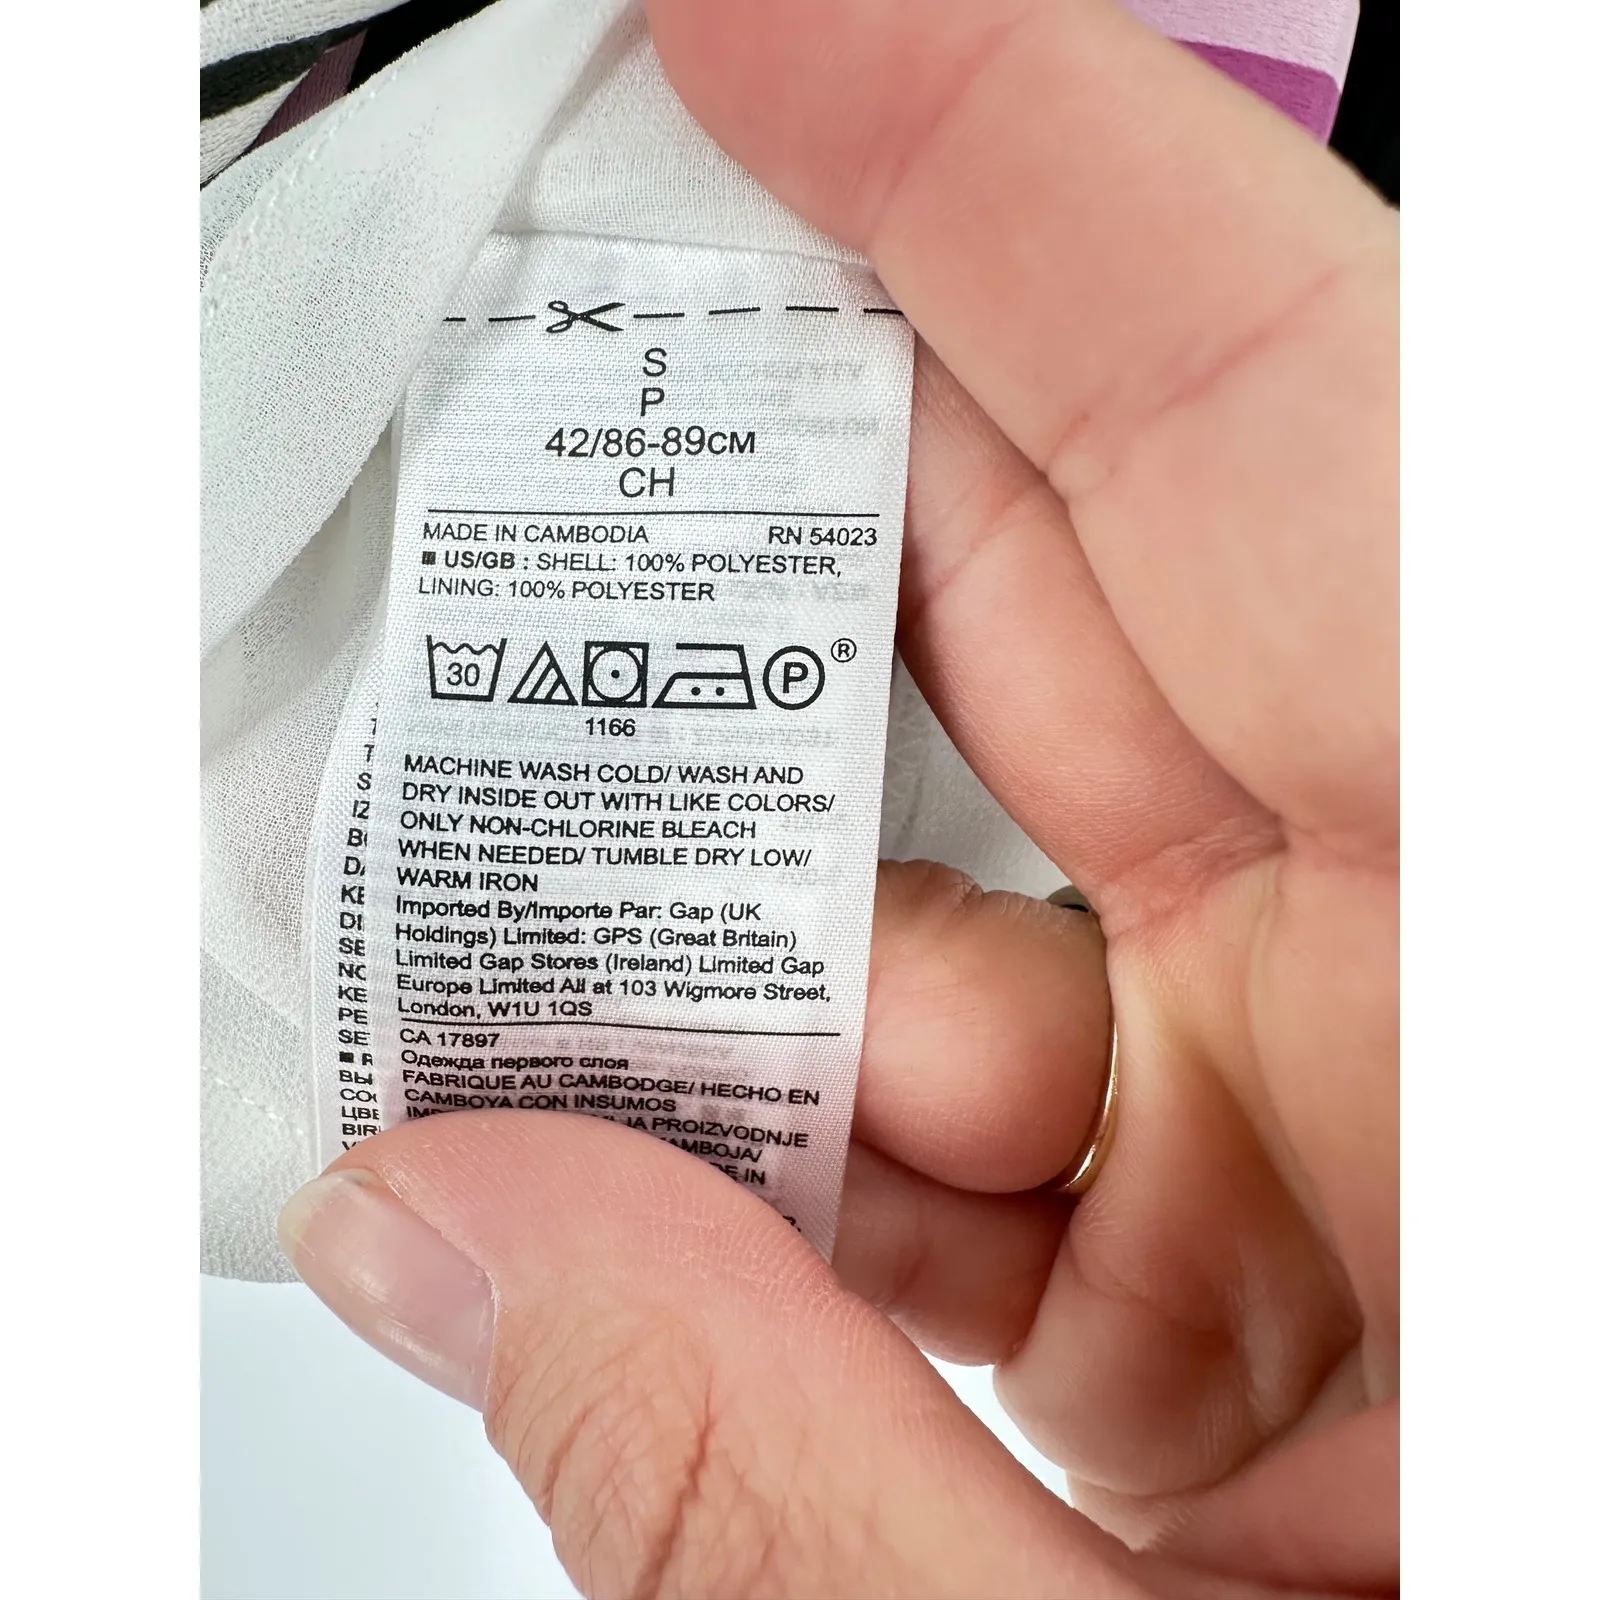 S
P
42/86-89CM
CH
MADE IN CAMBODIA RN 54023
US/GB : SHELL: 100% POLYESTER,
LINING: 100% POLYESTER
30 P ®
1166
MACHINE WASH COLD/ WASH AND
DRY INSIDE OUT WITH LIKE COLORS/
ONLY NON-CHLORINE BLEACH
WHEN NEEDED/ TUMBLE DRY LOW/
WARM IRON
Imported By/Importe Par: Gap (UK
Holdings) Limited: GPS (Great Britain)
Limited Gap Stores (Ireland) Limited Gap
Europe Limited All at 103 Wigmore Street,
London, W1U 1QS
CA 17897
Одежда первого слоя
FABRIQUE AU CAMBODGE/ HECHO EN
CAMBOYA CON INSUMOS
PROIZVODNJE
IN